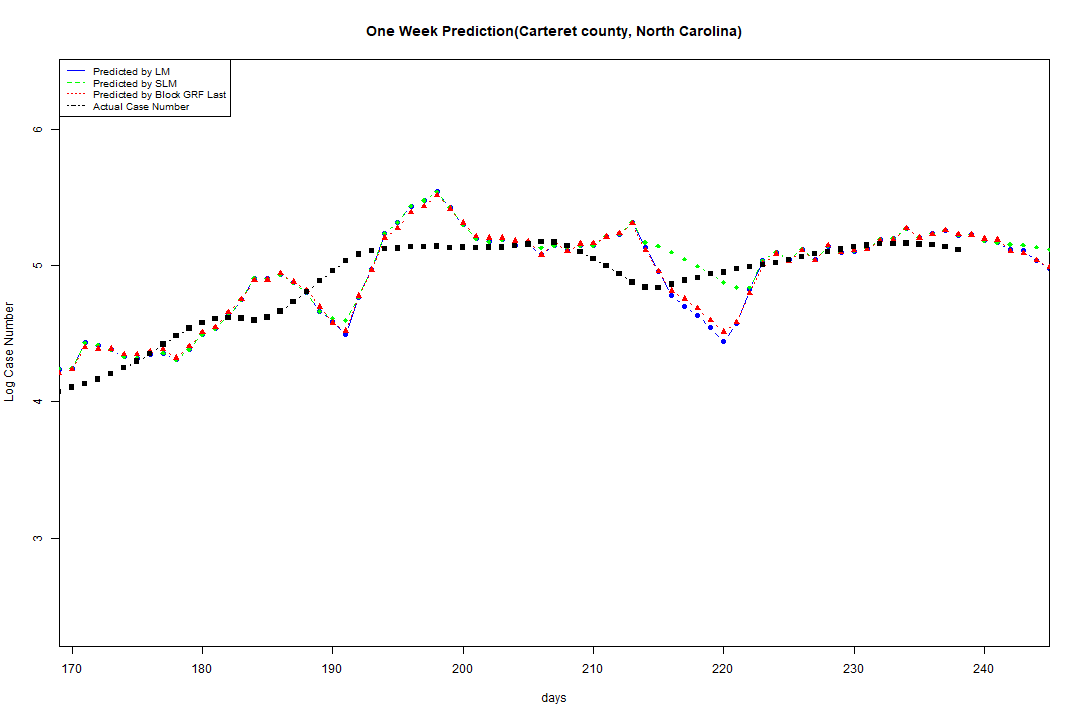 One Week Prediction(Carteret county, North Carolina)
Predicted by LM
Predicted by SLM
Predicted by Block GRF Last
Actual Case Number
6
5
4
3
Log Case Number
170 180 190 200 210 220 230 240
days